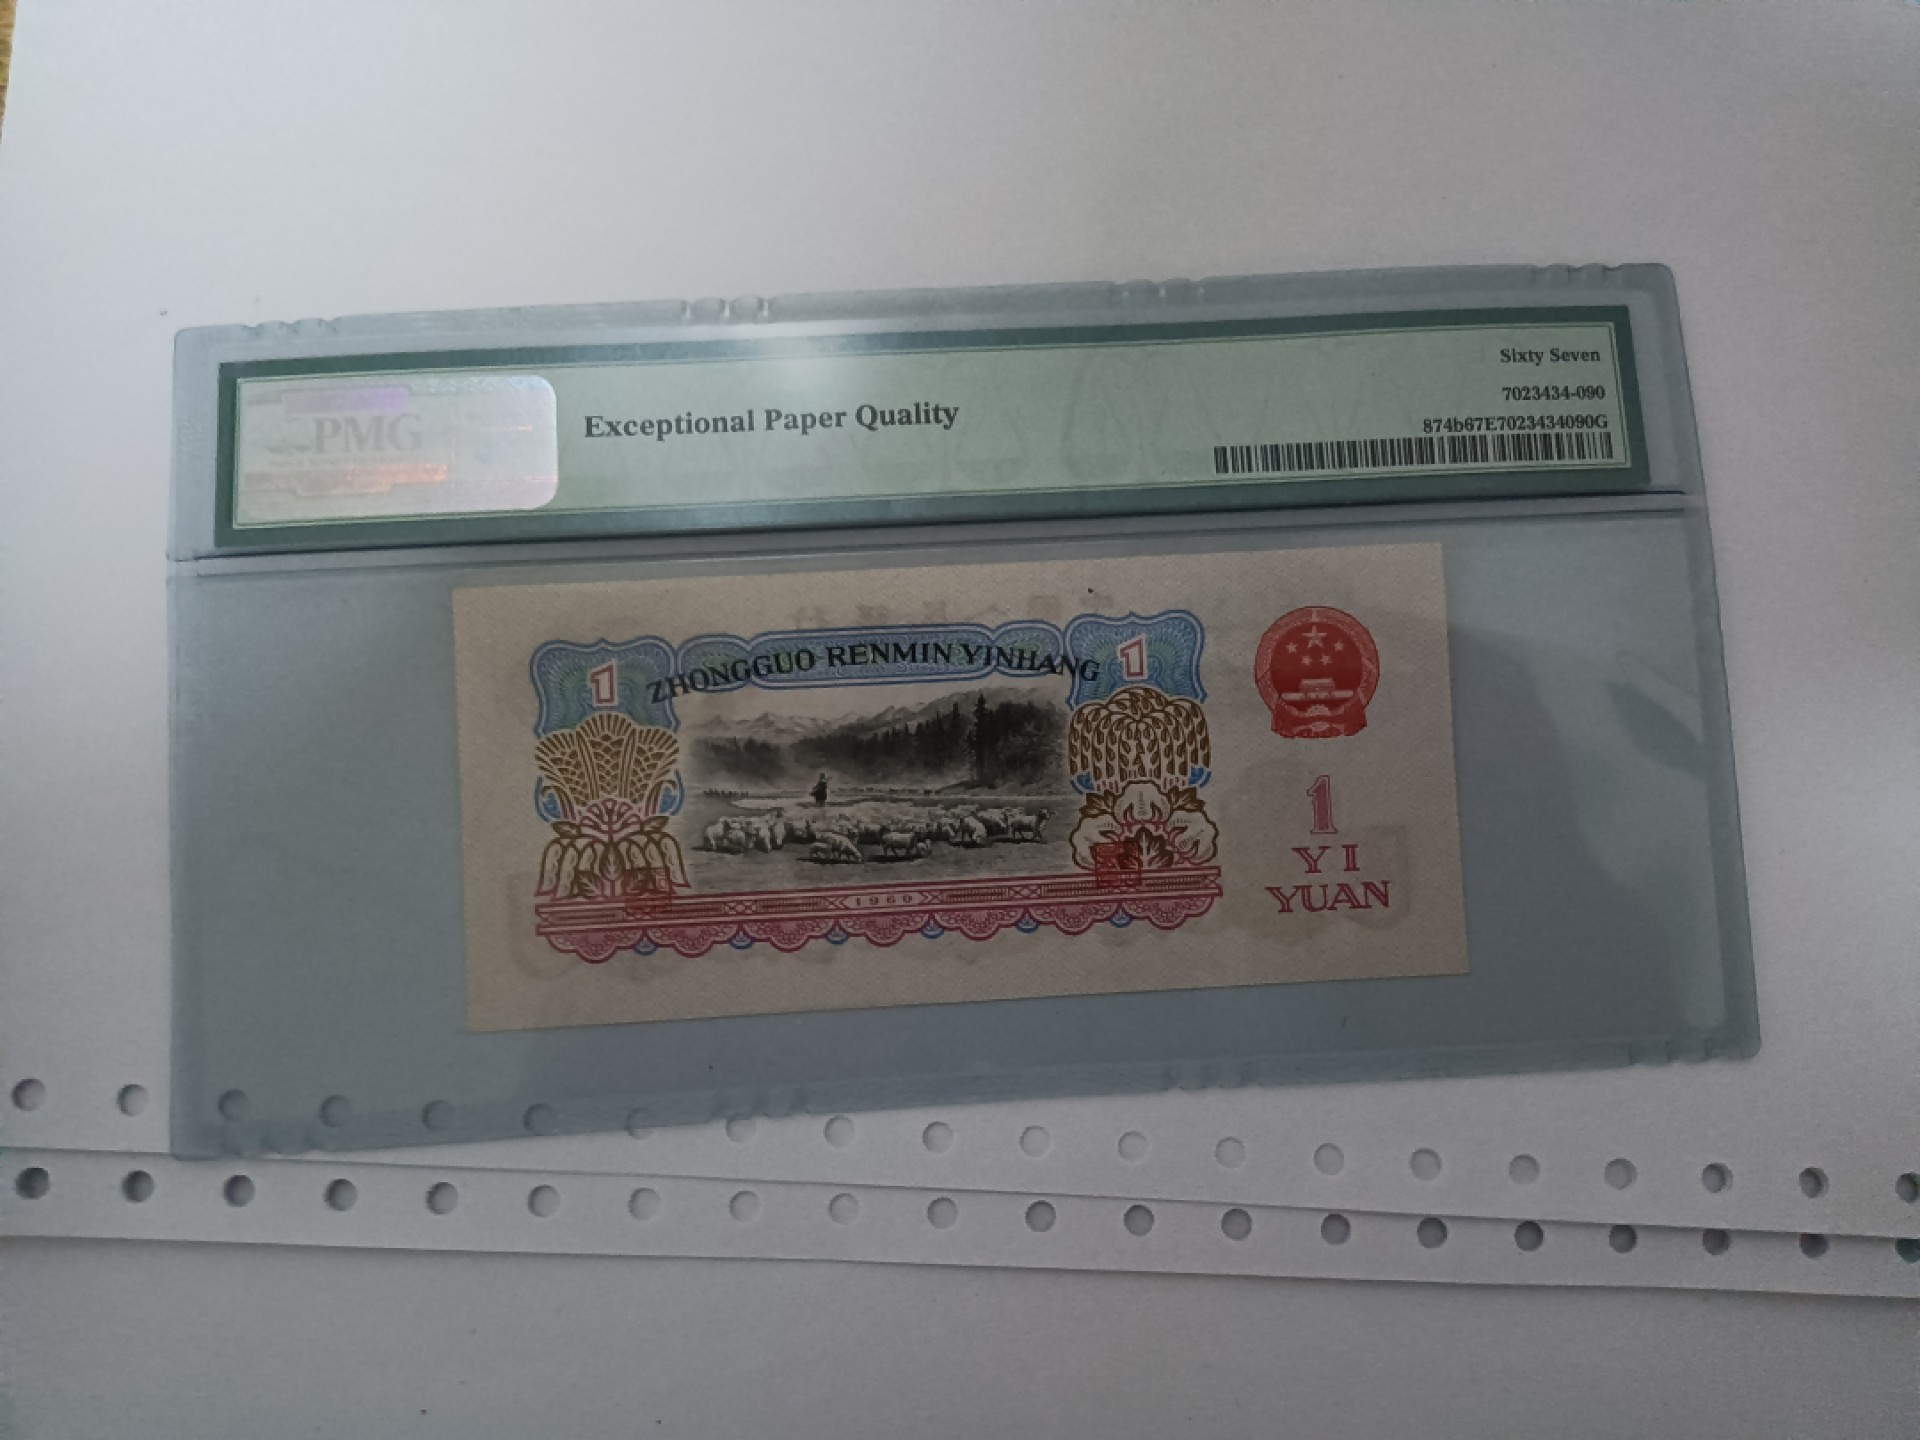 Sixty Seven
PMG
Exceptional Paper Quality
7023434-090
874b67E7023434090G
1
ZHONGGUO RENMIN YINHANG
1
1
YI
YUAN
1960